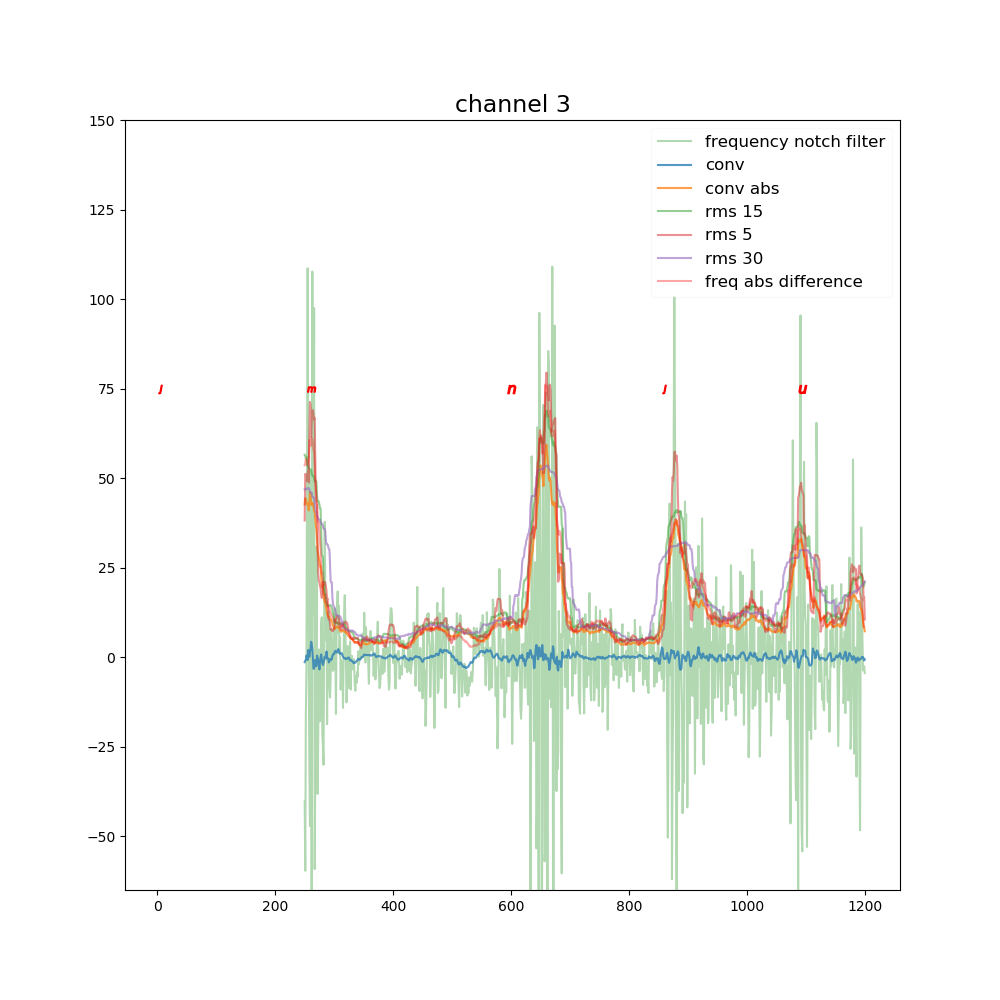 channel 3
150
frequency notch filter
conv
conv abs
rms 15
rms 5
rms 30
freq abs difference
125
100
75
J m n J u
50
25
0
−25
−50
0 200 400 600 800 1000 1200